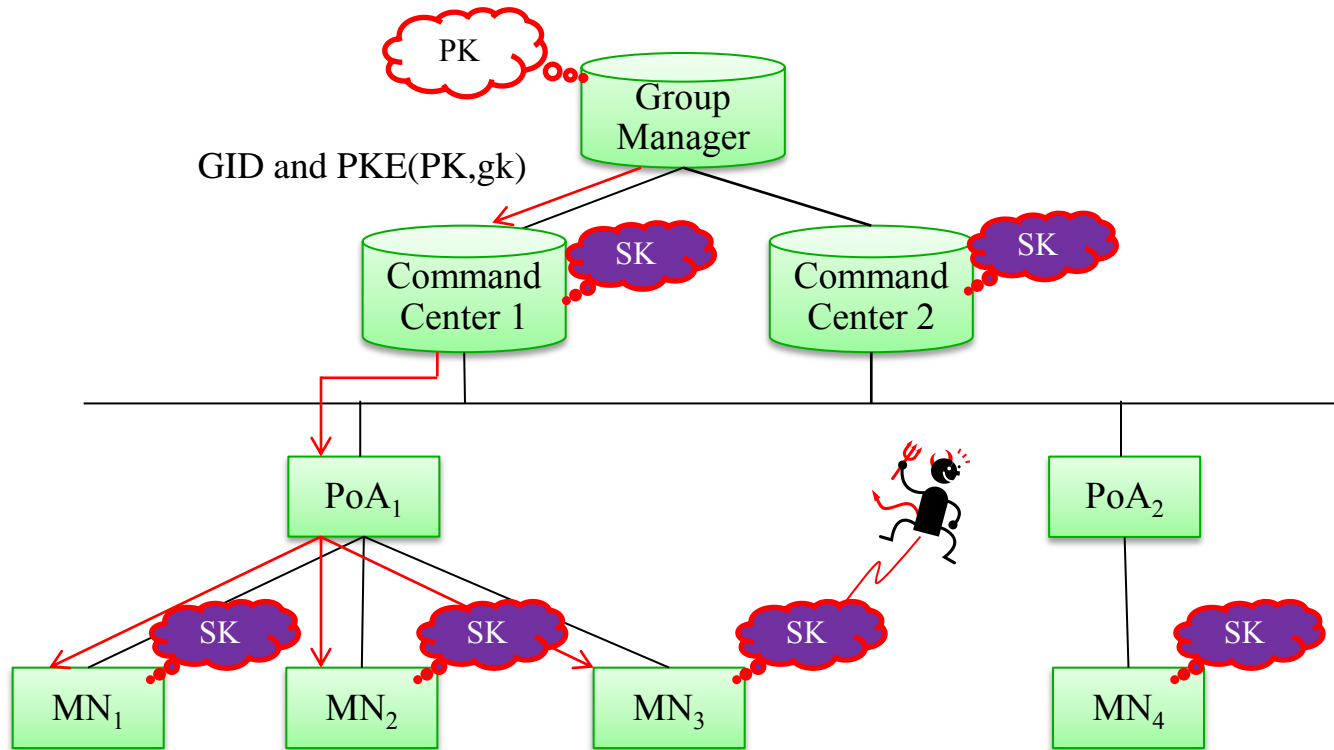 PK
Group
Manager
GID and PKE(PK,gk)
SK
SK
Command
Center 1
Command
Center 2
PoA₁
PoA₂
SK
SK
SK
SK
MN₁
MN₂
MN₃
MN₄